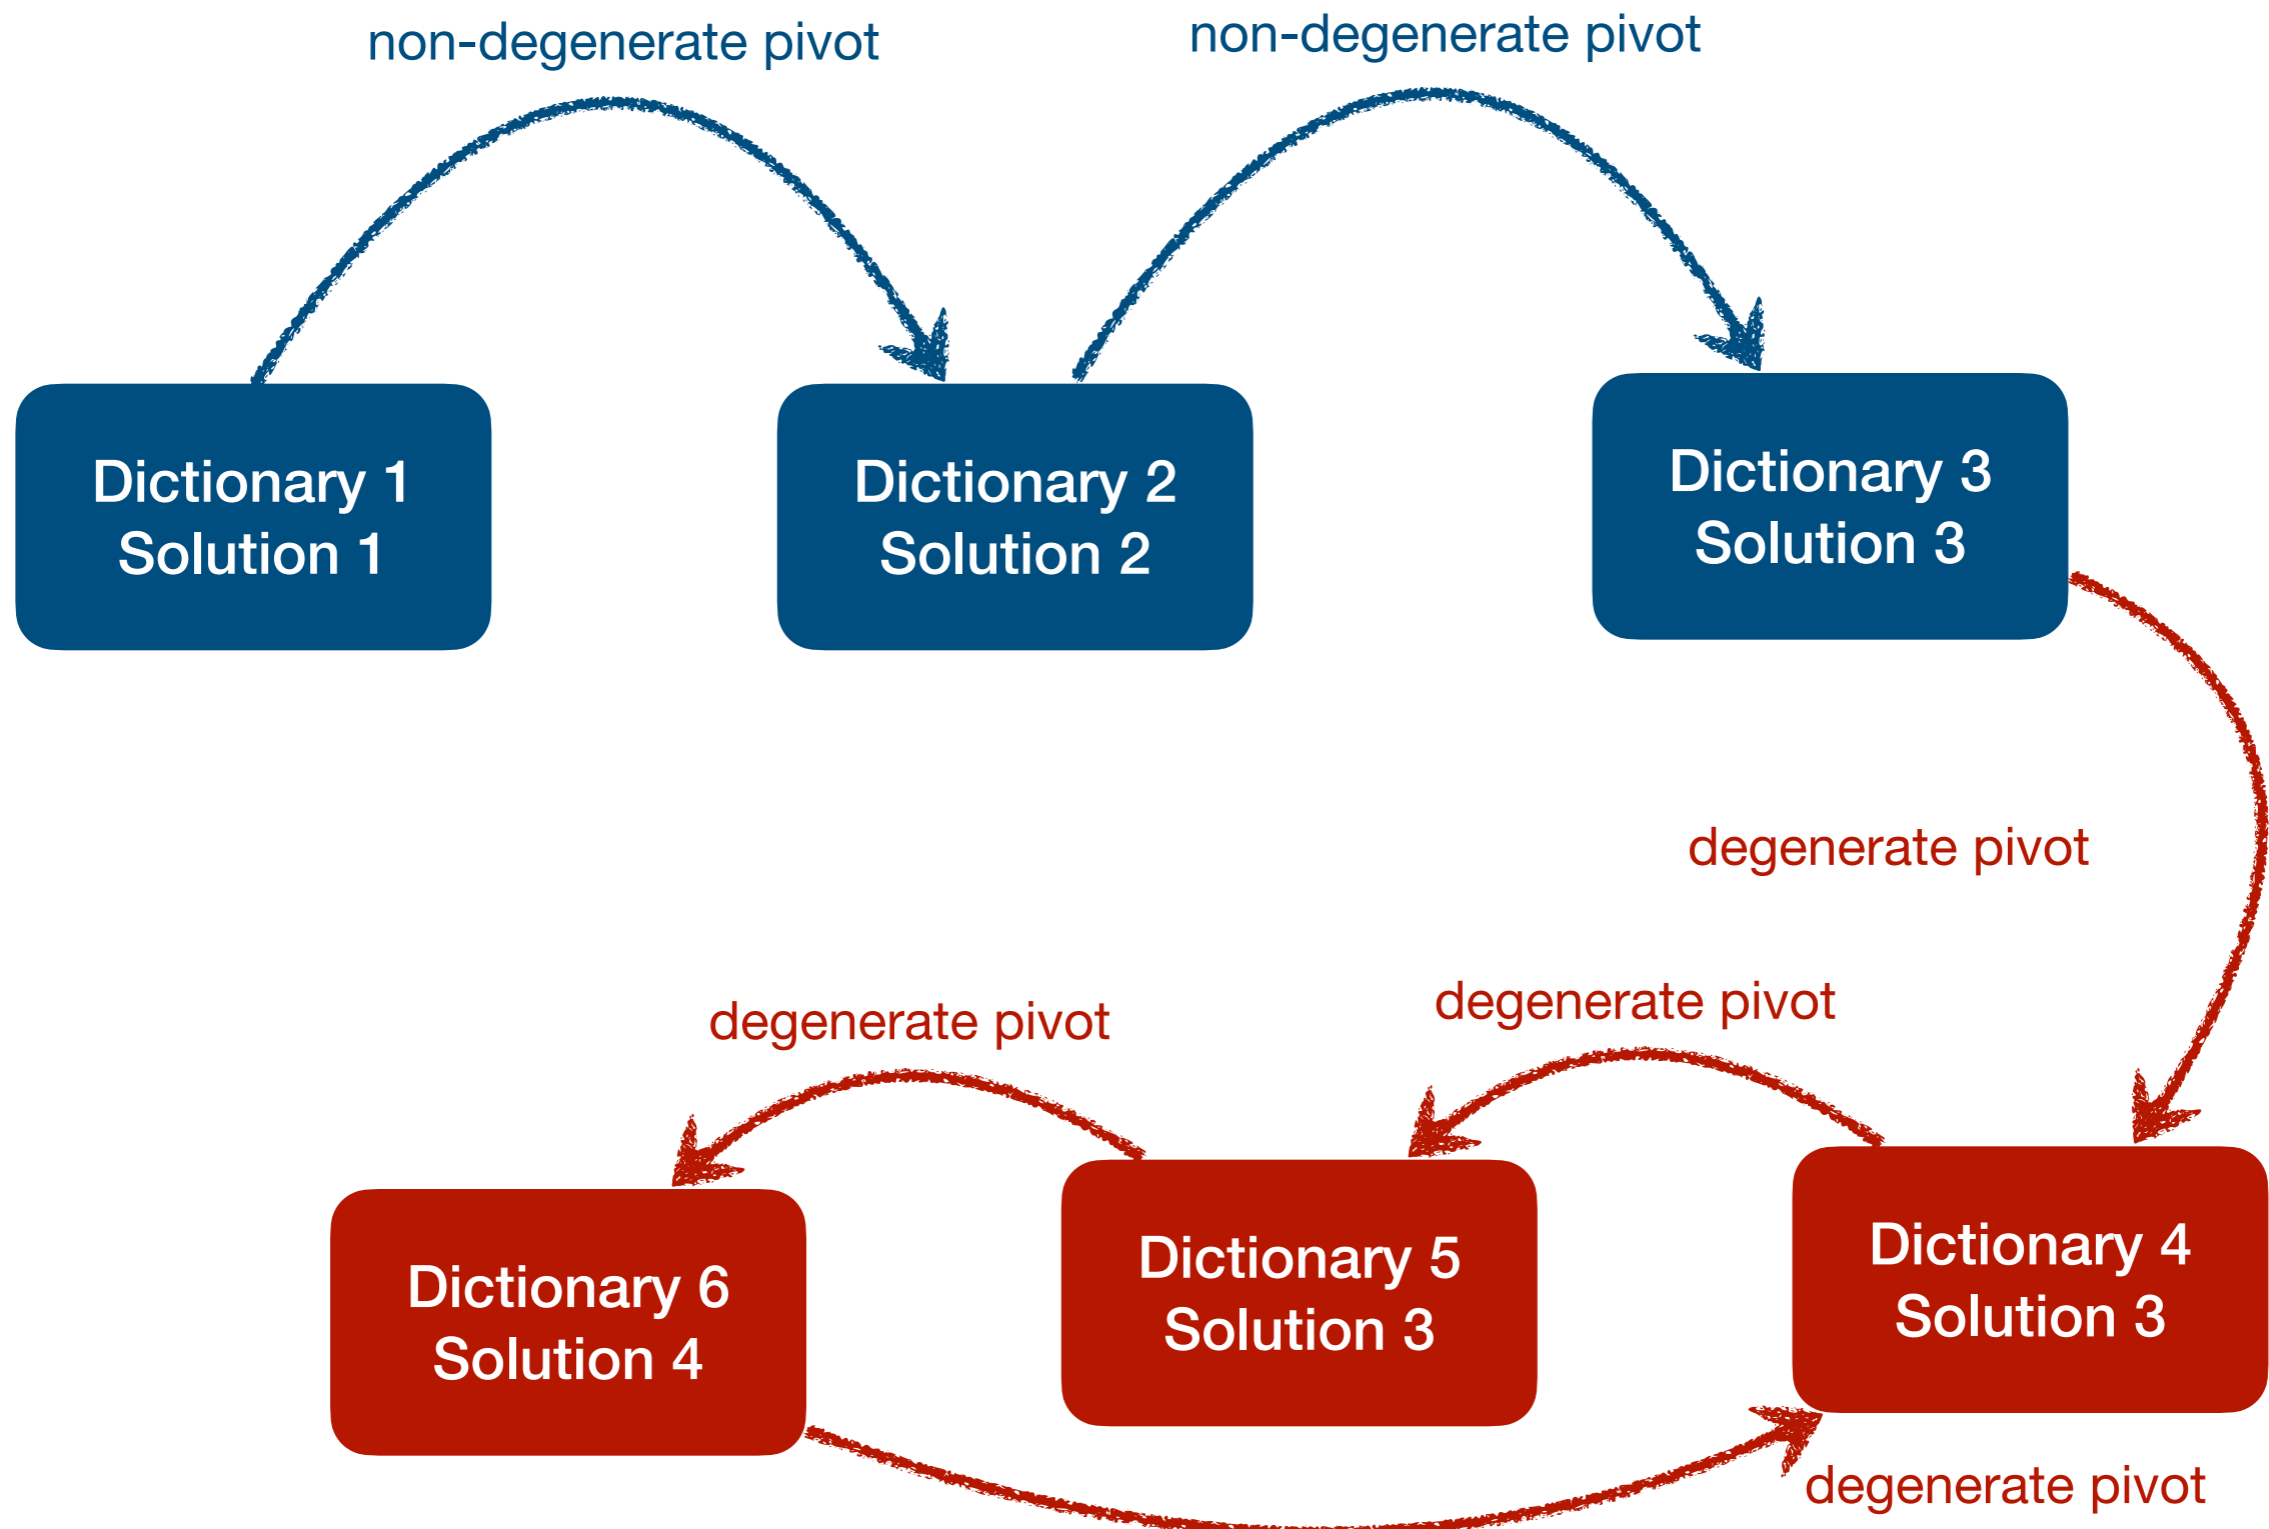 non-degenerate pivot
non-degenerate pivot
Dictionary 1
Solution 1
Dictionary 2
Solution 2
Dictionary 3
Solution 3
degenerate pivot
degenerate pivot
degenerate pivot
Dictionary 6
Solution 4
Dictionary 5
Solution 3
Dictionary 4
Solution 3
degenerate pivot